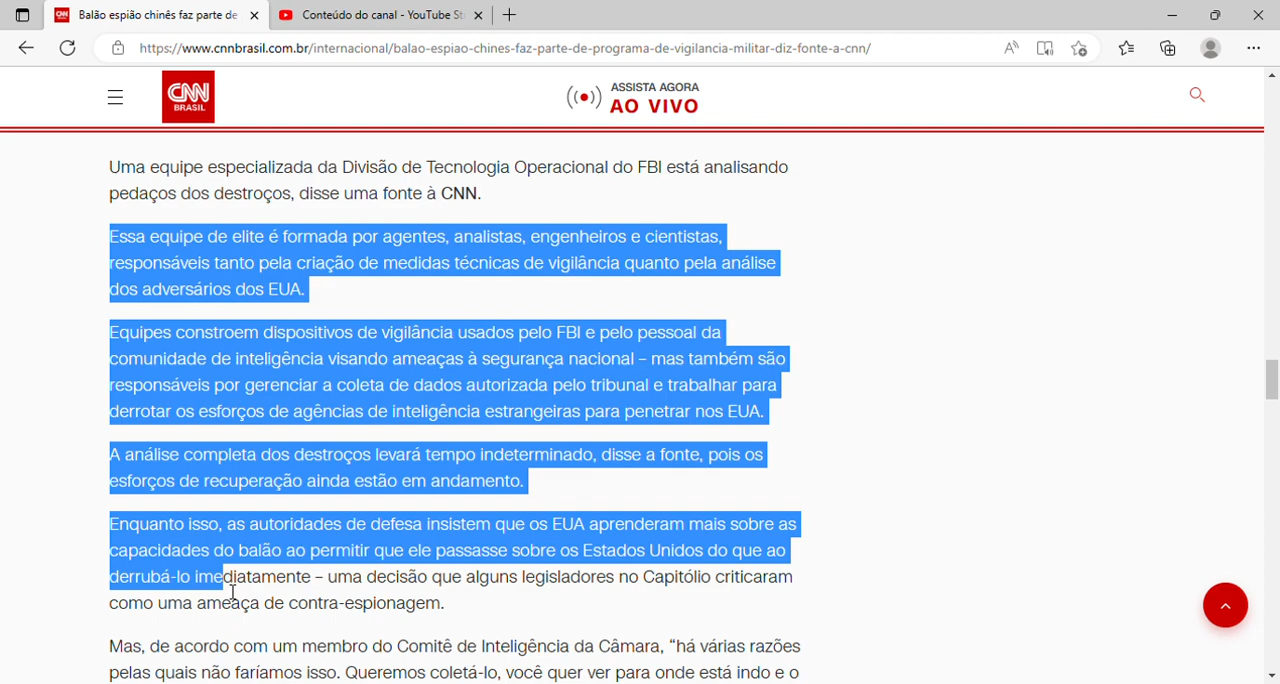 Balão espião chinês faz parte de
Conteúdo do canal - YouTube St
https://www.cnnbrasil.com.br/internacional/balao-espiao-chines-faz-parte-de-programa-de-vigilancia-militar-diz-fonte-a-cnn/
CNN
BRASIL
ASSISTA AGORA
AO VIVO
Uma equipe especializada da Divisão de Tecnologia Operacional do FBI está analisando
pedaços dos destroços, disse uma fonte à CNN.
Essa equipe de elite é formada por agentes, analistas, engenheiros e cientistas,
responsáveis tanto pela criação de medidas técnicas de vigilância quanto pela análise
dos adversários dos EUA.
Equipes constroem dispositivos de vigilância usados pelo FBI e pelo pessoal da
comunidade de inteligência visando ameaças à segurança nacional – mas também são
responsáveis por gerenciar a coleta de dados autorizada pelo tribunal e trabalhar para
derrotar os esforços de agências de inteligência estrangeiras para penetrar nos EUA.
A análise completa dos destroços levará tempo indeterminado, disse a fonte, pois os
esforços de recuperação ainda estão em andamento.
Enquanto isso, as autoridades de defesa insistem que os EUA aprenderam mais sobre as
capacidades do balão ao permitir que ele passasse sobre os Estados Unidos do que ao
derrubá-lo imediatamente – uma decisão que alguns legisladores no Capitólio criticaram
como uma ameaça de contra-espionagem.
Mas, de acordo com um membro do Comitê de Inteligência da Câmara, “há várias razões
pelas quais não faríamos isso. Queremos coletá-lo, você quer ver para onde está indo e o